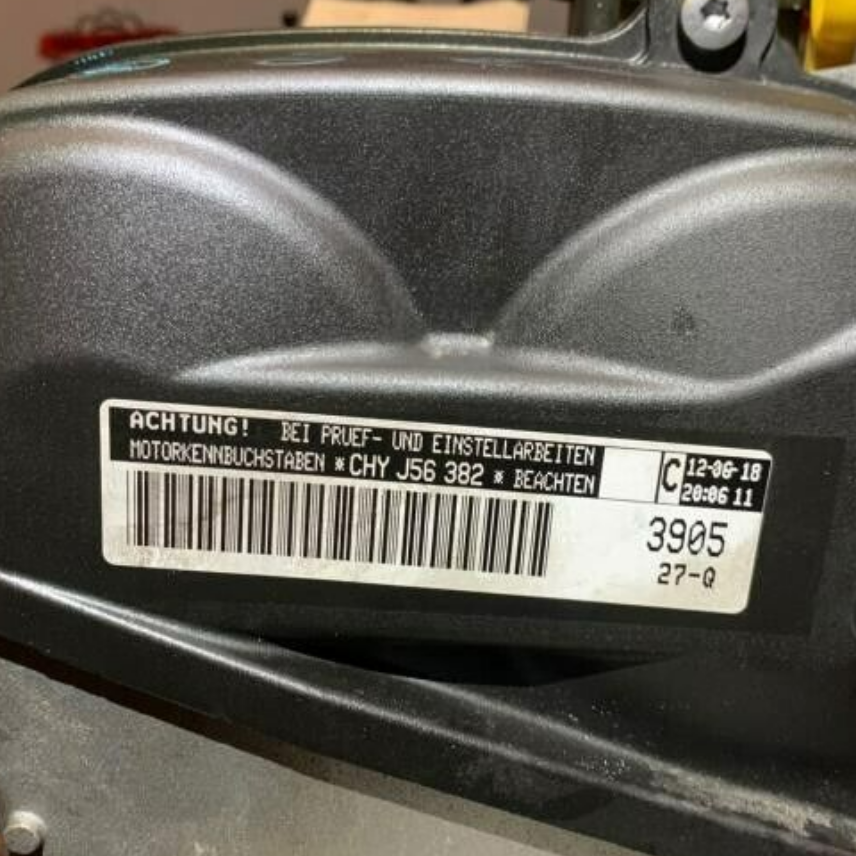 ACHTUNG! BEI PRUEF- UND EINSTELLARBEITEN
MOTORKENNBUCHSTABEN *CHY J56 382 * BEACHTEN
C
12-06-18
20:06 11
3905
27-Q